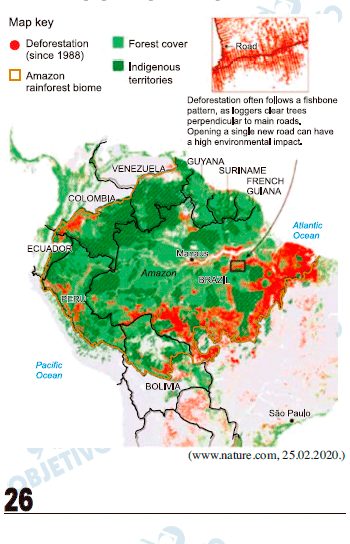 Map key
Deforestation
(since 1988)
Forest cover
Amazon
rainforest biome
Indigenous
territories
Road
Deforestation often follows a fishbone
pattern, as loggers clear trees
perpendicular to main roads.
Opening a single new road can have
a high environmental impact.
VENEZUELA
GUYANA
SURINAME
FRENCH
GUIANA
COLOMBIA
Atlantic
Ocean
ECUADOR
Manaus
Amazon
BRAZIL
PERU
Pacific
Ocean
BOLIVIA
São Paulo
(www.nature.com, 25.02.2020.)
OBJETIVO
26